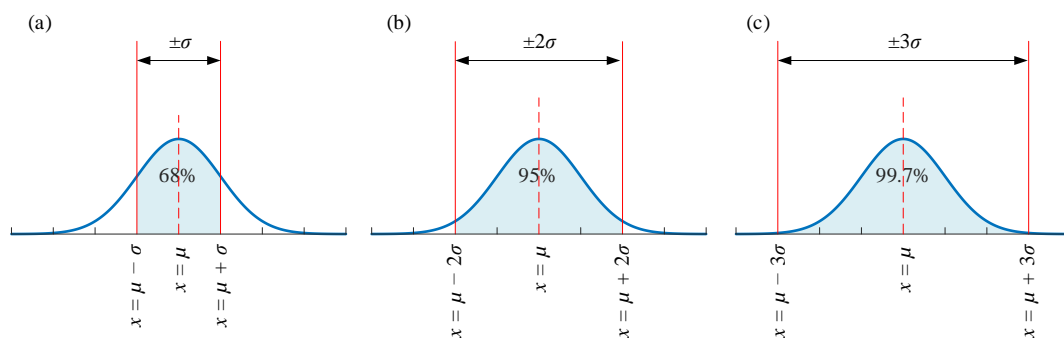 (a)
±σ
68%
x = μ − σ
x = μ
x = μ + σ
(b)
±2σ
95%
x = μ − 2σ
x = μ
x = μ + 2σ
(c)
±3σ
99.7%
x = μ − 3σ
x = μ
x = μ + 3σ